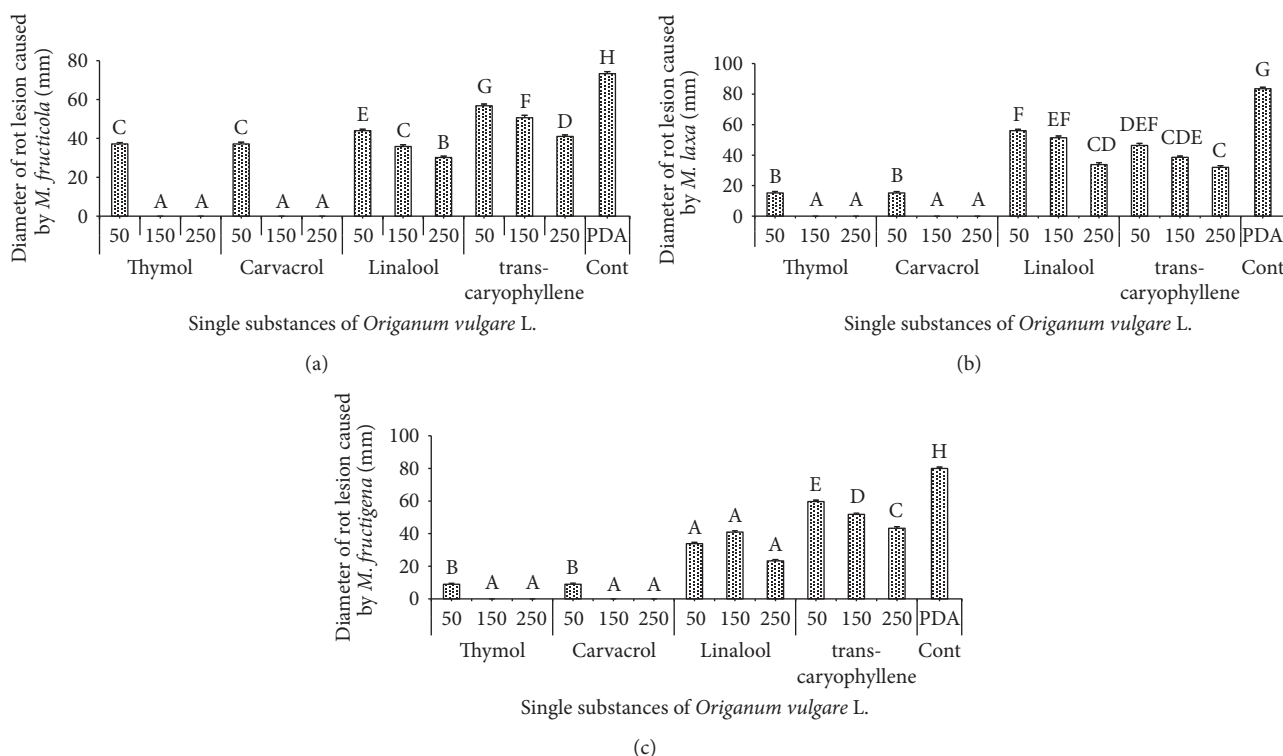 Diameter of rot lesion caused
by M. fructicola (mm)
80
60
40
20
0
C
A
A
C
A
A
E
C
B
G
F
D
H
50 150 250 50 150 250 50 150 250 50 150 250 PDA
Thymol Carvacrol Linalool trans- Cont
caryophyllene
Single substances of Origanum vulgare L.
(a)
Diameter of rot lesion caused
by M. laxa (mm)
100
80
60
40
20
0
B
A
A
B
A
A
F
EF
CD
DEF
CDE
C
G
50 150 250 50 150 250 50 150 250 50 150 250 PDA
Thymol Carvacrol Linalool trans- Cont
caryophyllene
Single substances of Origanum vulgare L.
(b)
Diameter of rot lesion caused
by M. fructigena (mm)
100
80
60
40
20
0
B
A
A
B
A
A
A
A
A
E
D
C
H
50 150 250 50 150 250 50 150 250 50 150 250 PDA
Thymol Carvacrol Linalool trans- Cont
caryophyllene
Single substances of Origanum vulgare L.
(c)